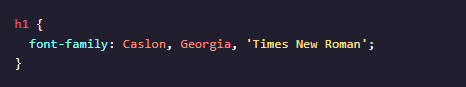 h1 {
  font-family: Caslon, Georgia, 'Times New Roman';
}